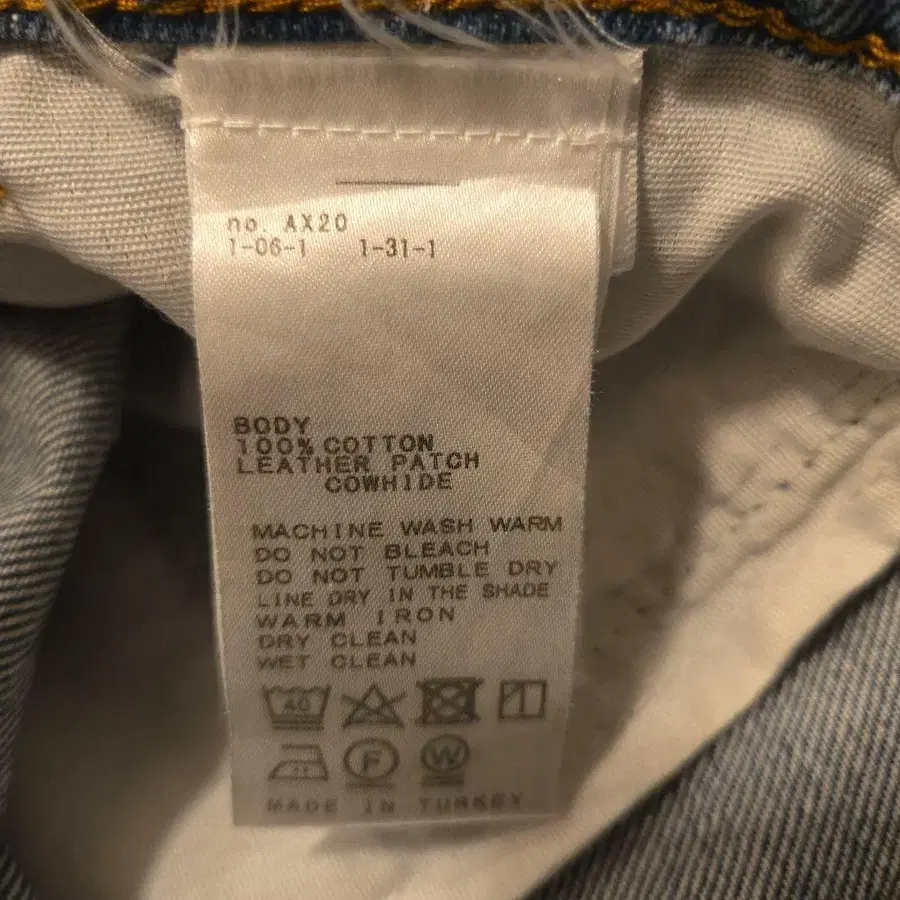 no. AX20
1-06-1 1-31-1
BODY
100% COTTON
LEATHER PATCH
COWHIDE
MACHINE WASH WARM
DO NOT BLEACH
DO NOT TUMBLE DRY
LINE DRY IN THE SHADE
WARM IRON
DRY CLEAN
WET CLEAN
40
F W
MADE IN TURKEY